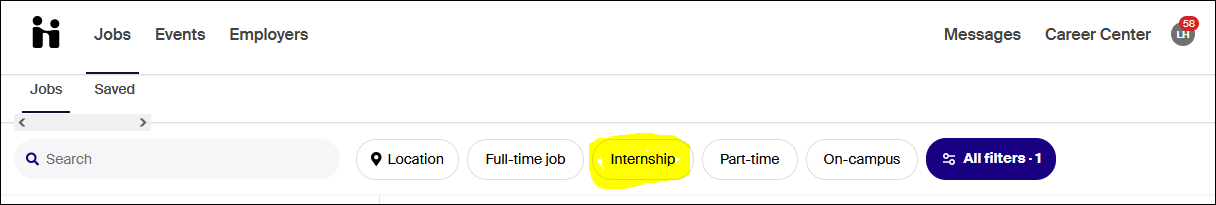 Jobs Events Employers Messages Career Center 58 LH
Jobs Saved
Search Location Full-time job Internship Part-time On-campus All filters · 1